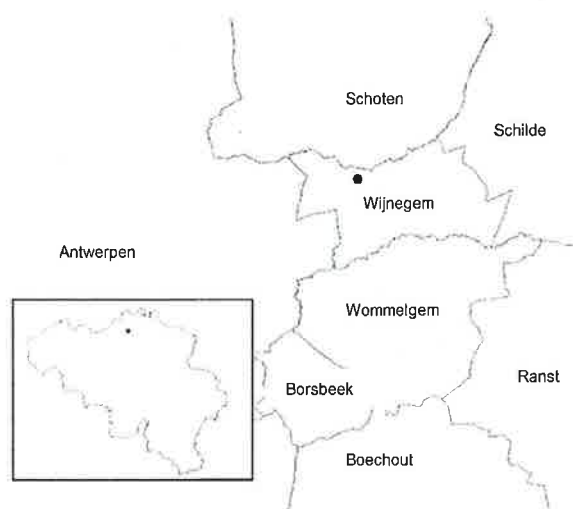 Schoten
Schilde
Wijnegem
Antwerpen
Wommelgem
Ranst
Borsbeek
Boechout